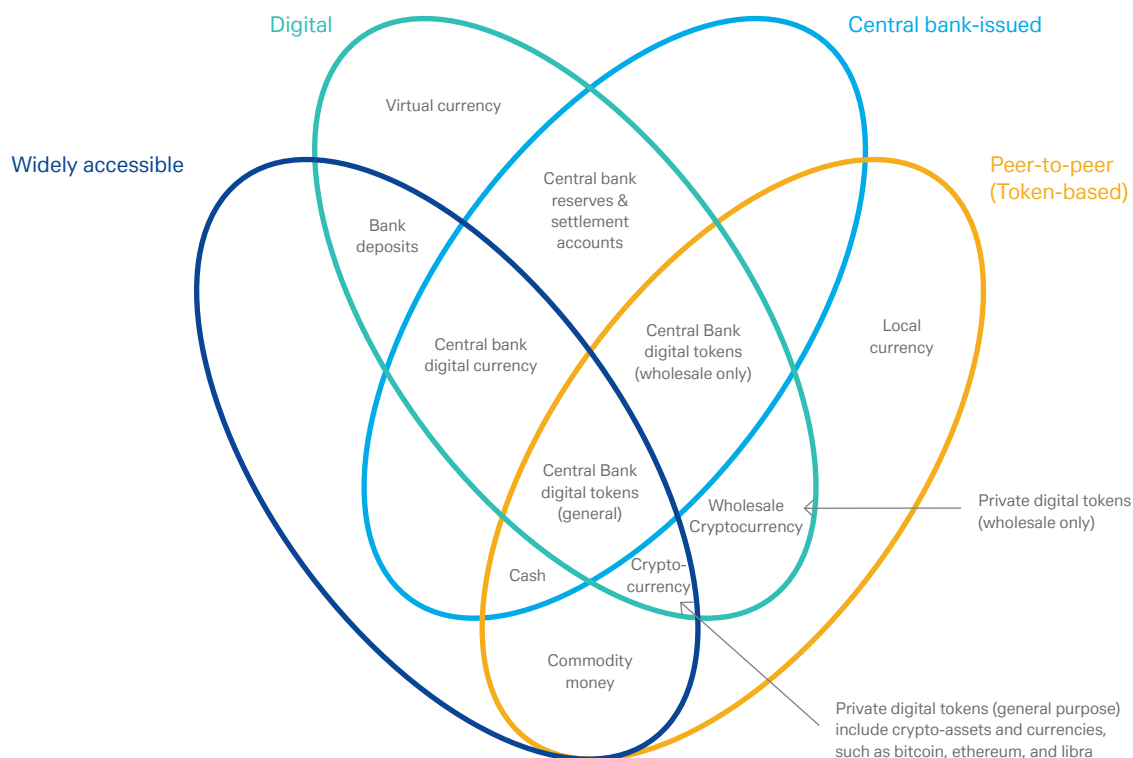 Digital
Central bank-issued
Virtual currency
Widely accessible
Peer-to-peer
(Token-based)
Central bank
reserves &
settlement
accounts
Bank
deposits
Local
currency
Central bank
digital currency
Central Bank
digital tokens
(wholesale only)
Central Bank
digital tokens
(general)
Wholesale
Cryptocurrency
Private digital tokens
(wholesale only)
Cash
Crypto-
currency
Commodity
money
Private digital tokens (general purpose)
include crypto-assets and currencies,
such as bitcoin, ethereum, and libra